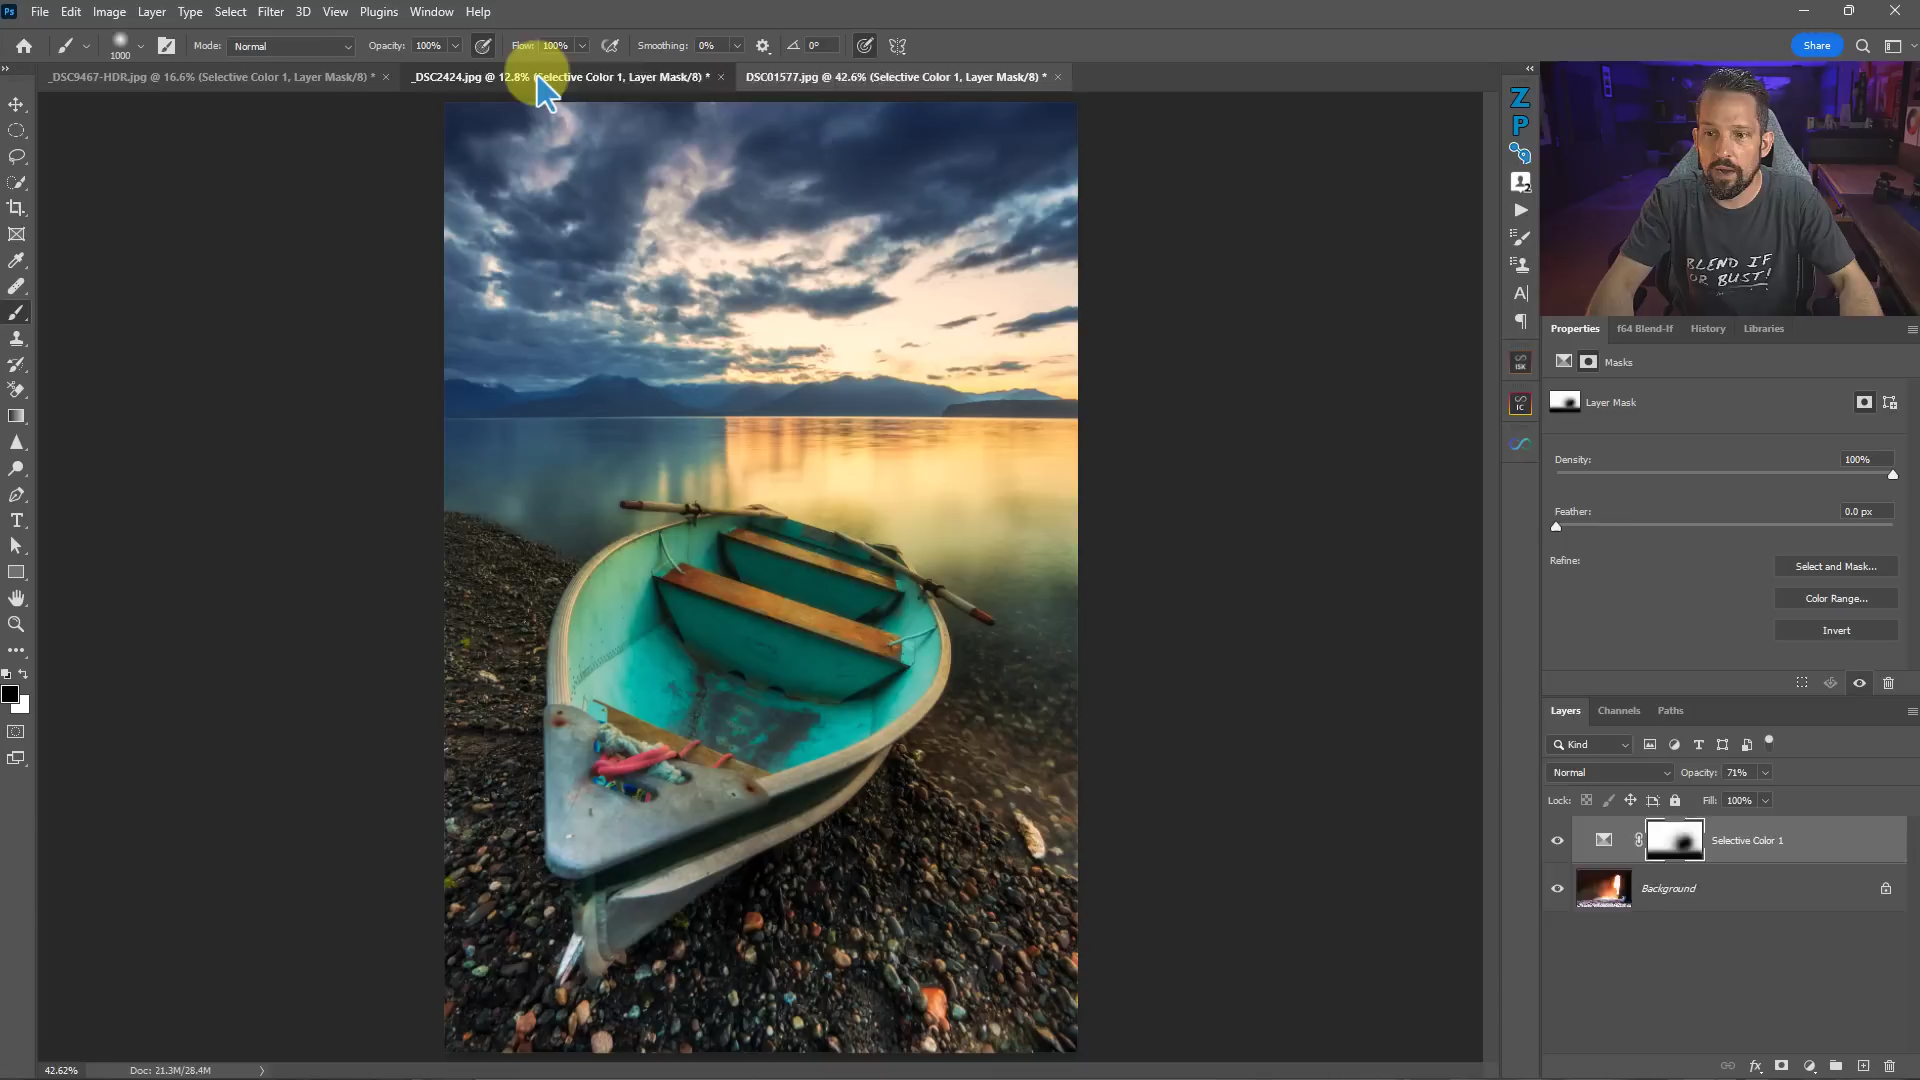 Ps File Edit Image Layer Type Select Filter 3D View Plugins Window Help
1000 Mode: Normal Opacity: 100% Flow: 100% Smoothing: 0% 0° Share
_DSC9467-HDR.jpg @ 16.6% (Selective Color 1, Layer Mask/8) * × _DSC2424.jpg @ 12.8% (Selective Color 1, Layer Mask/8) * × DSC01577.jpg @ 42.6% (Selective Color 1, Layer Mask/8) * ×
Z
P
BLEND IF
OR BUST!
Properties f64 Blend-If History Libraries
Masks
Layer Mask
Density: 100%
Feather: 0.0 px
Refine: Select and Mask...
Color Range...
Invert
ISK
IC
Layers Channels Paths
Kind
Normal Opacity: 71%
Lock: Fill: 100%
Selective Color 1
Background
42.62% Doc: 21.3M/28.4M
fx